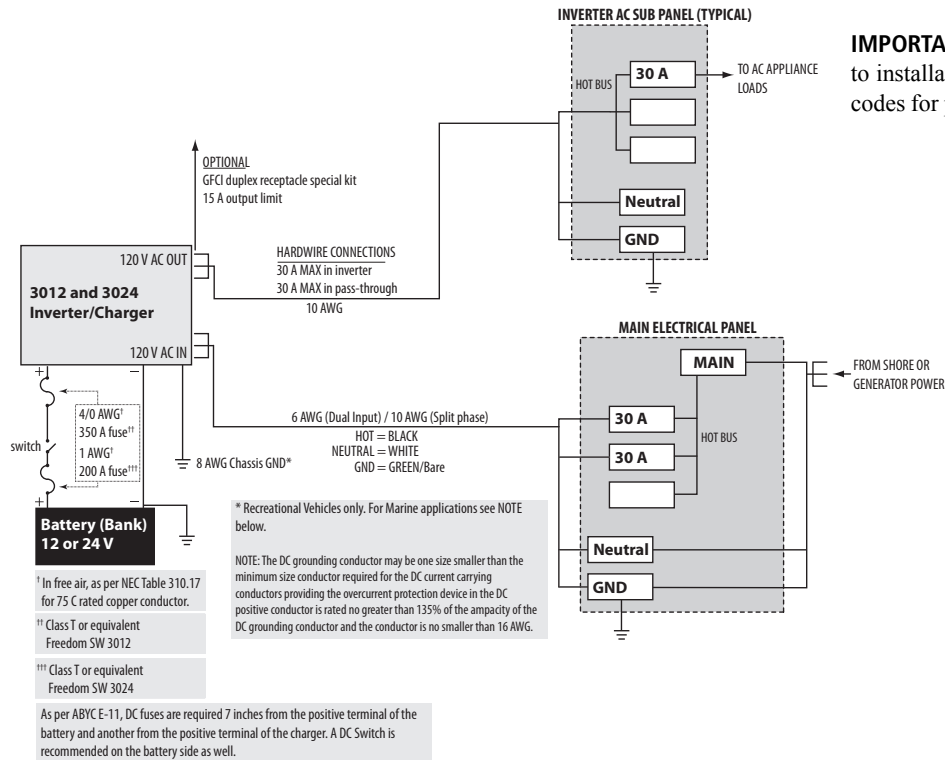 INVERTER AC SUB PANEL (TYPICAL)
HOT BUS
30 A
TO AC APPLIANCE
LOADS
Neutral
GND
to installa
codes for
OPTIONAL
GFCI duplex receptacle special kit
15 A output limit
120 V AC OUT
HARDWIRE CONNECTIONS
30 A MAX in inverter
30 A MAX in pass-through
10 AWG
3012 and 3024
Inverter/Charger
120 V AC IN
MAIN ELECTRICAL PANEL
MAIN
FROM SHORE OR
GENERATOR POWER
30 A
30 A
HOT BUS
Neutral
GND
6 AWG (Dual Input) / 10 AWG (Split phase)
HOT = BLACK
NEUTRAL = WHITE
GND = GREEN/Bare
+ –
4/0 AWG†
350 A fuse††
switch
1 AWG†
200 A fuse†††
8 AWG Chassis GND*
+ –
Battery (Bank)
12 or 24 V
* Recreational Vehicles only. For Marine applications see NOTE
below.
NOTE: The DC grounding conductor may be one size smaller than the
minimum size conductor required for the DC current carrying
conductors providing the overcurrent protection device in the DC
positive conductor is rated no greater than 135% of the ampacity of the
DC grounding conductor and the conductor is no smaller than 16 AWG.
† In free air, as per NEC Table 310.17
for 75 C rated copper conductor.
†† Class T or equivalent
Freedom SW 3012
††† Class T or equivalent
Freedom SW 3024
As per ABYC E-11, DC fuses are required 7 inches from the positive terminal of the
battery and another from the positive terminal of the charger. A DC Switch is
recommended on the battery side as well.